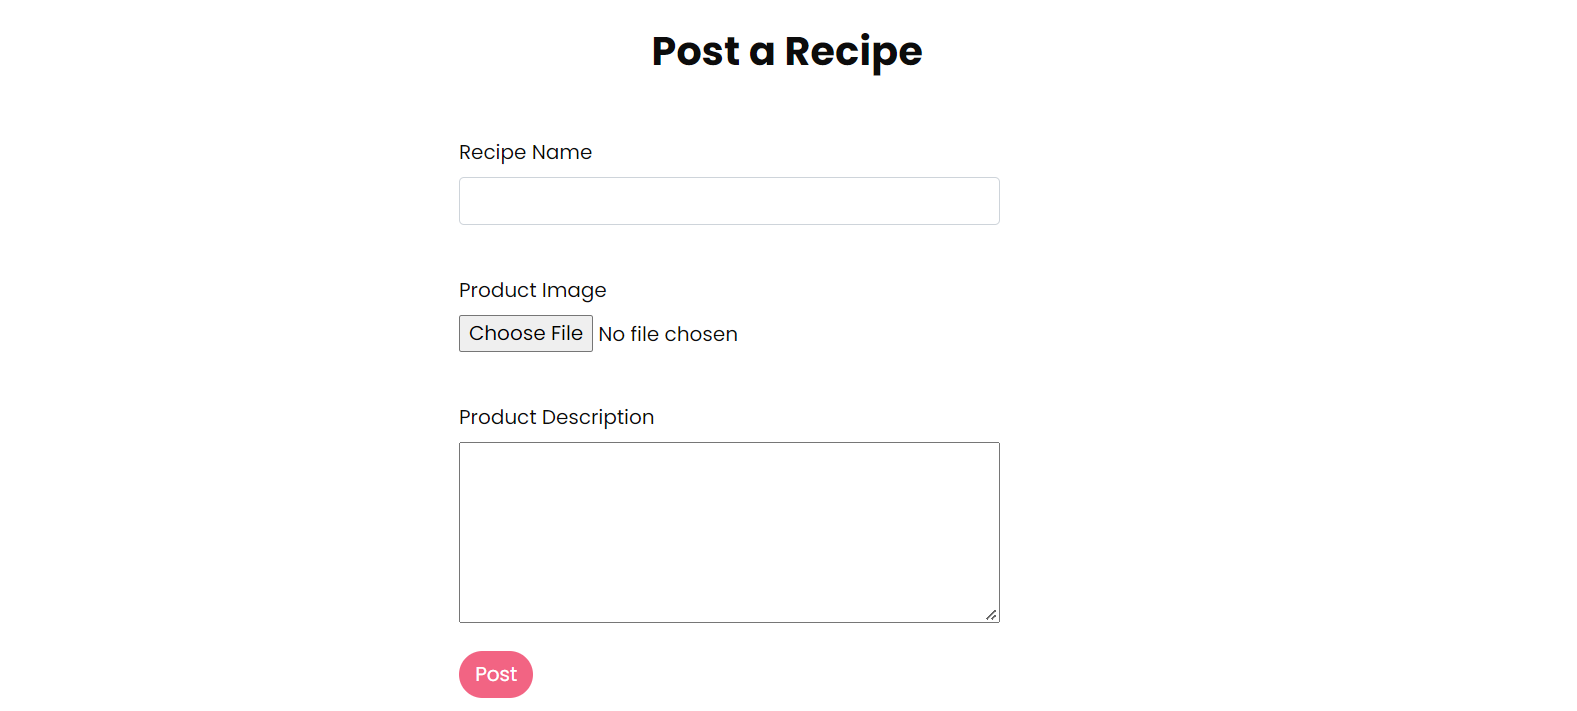 Post a Recipe
Recipe Name
Product Image
Choose File No file chosen
Product Description
Post